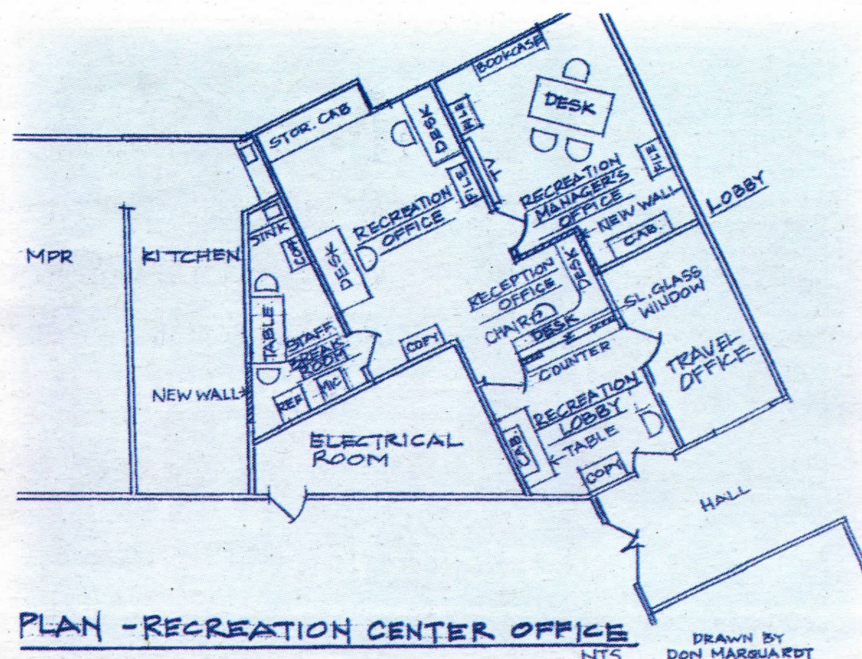 BOOKCASE
DESK
STOR. CAB
DESK
FILE
TV
FILE
FILE
RECREATION
MANAGER'S
OFFICE
NEW WALL
LOBBY
CAB.
RECREATION
OFFICE
MPR
KITCHEN
SINK
DESK
RECEPTION
OFFICE
DESK
SL. GLASS
WINDOW
CHAIR
DESK
COUNTER
TRAVEL
OFFICE
TABLE
STAFF
BREAK
ROOM
COPY
NEW WALL
REF
MIC
RECREATION
LOBBY
TABLE
CAB
COPY
ELECTRICAL
ROOM
HALL
PLAN - RECREATION CENTER OFFICE
NTS
DRAWN BY
DON MARQUARDT